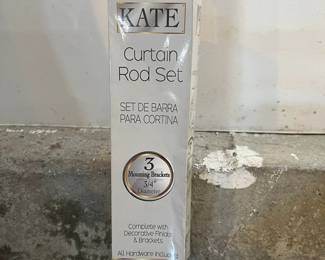 KATE
Curtain
Rod Set
SET DE BARRA
PARA CORTINA
3
Mounting Brackets
3/4"
Diameter
Complete with
Decorative Finials
& Brackets
All Hardware Included